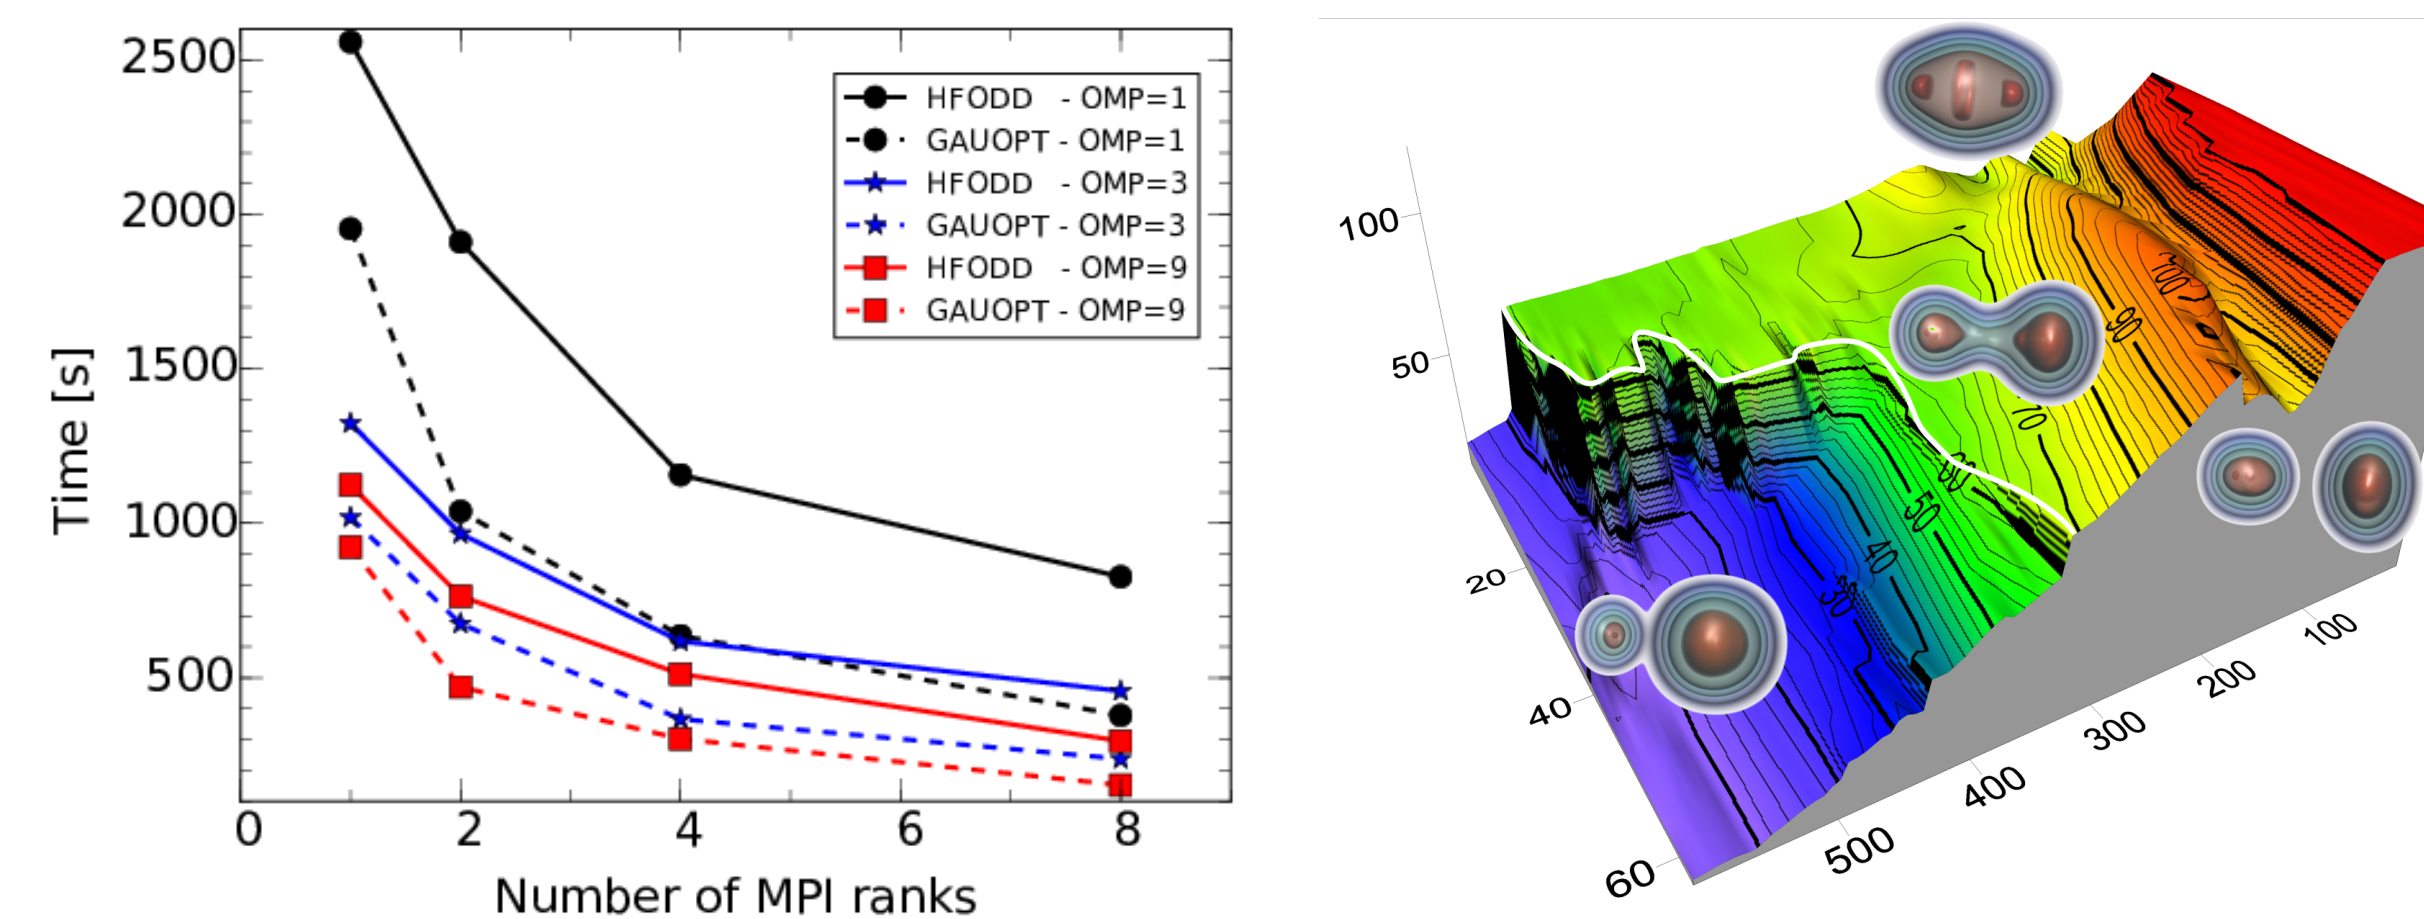 2500
2000
1500
1000
500
Time [s]
0 2 4 6 8
Number of MPI ranks
HFODD - OMP=1
GAUOPT - OMP=1
HFODD - OMP=3
GAUOPT - OMP=3
HFODD - OMP=9
GAUOPT - OMP=9
100
50
20
40
60
500
400
300
200
100
100
90
70
60
50
40
30